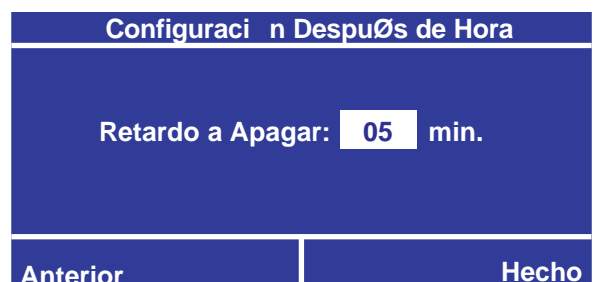 Configuraci n DespuØs de Hora
Retardo a Apagar: 05 min.
Anterior Hecho